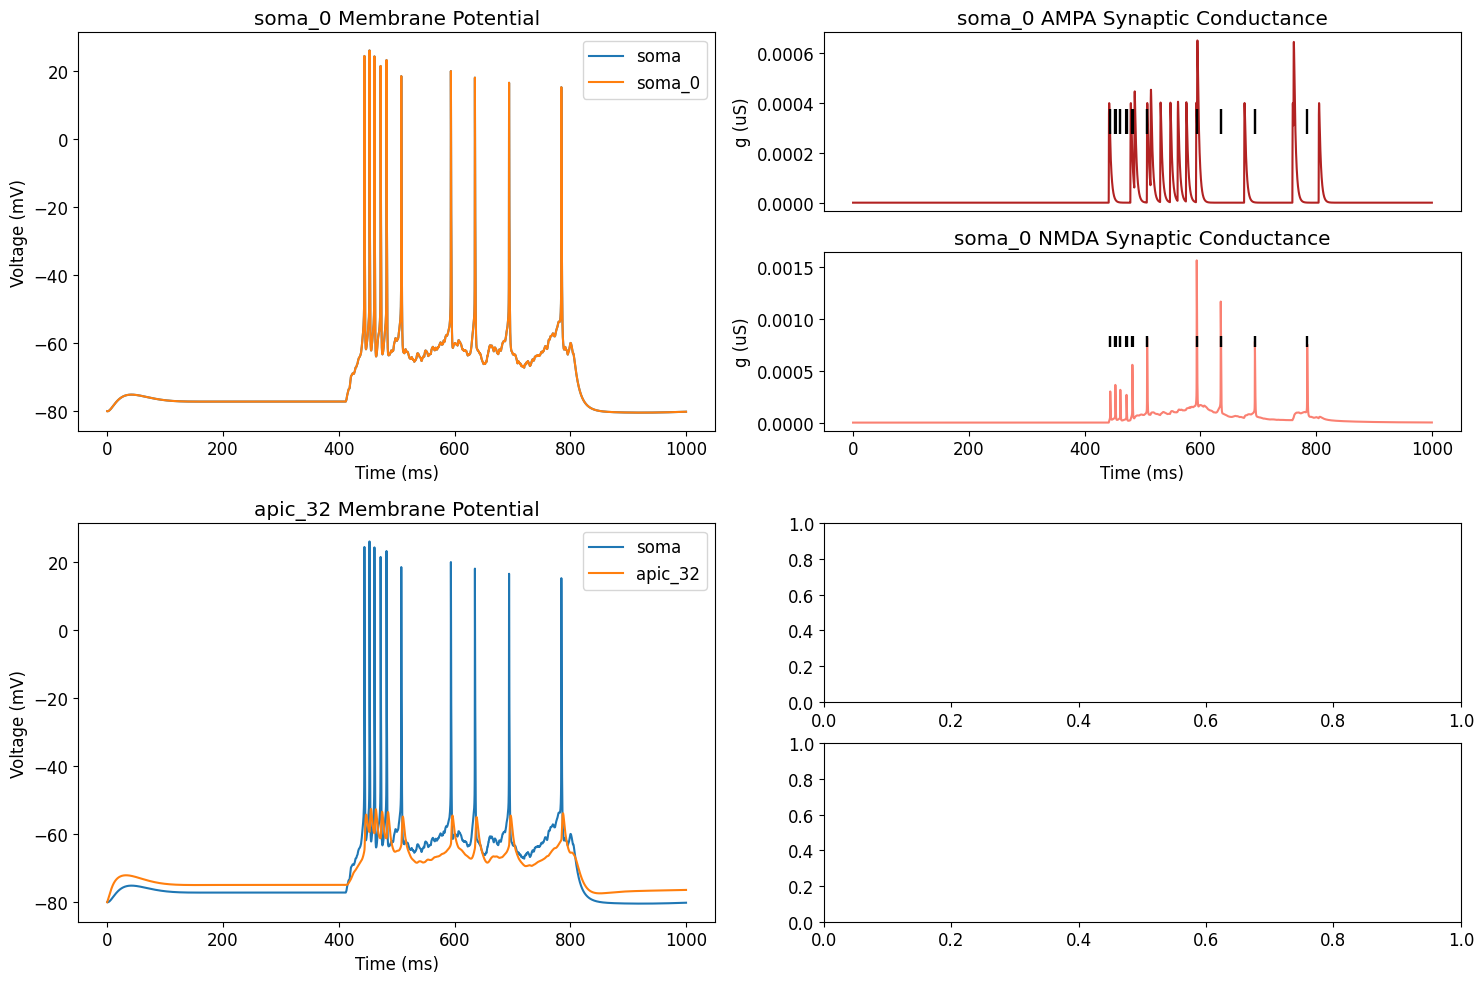 soma_0 Membrane Potential
Voltage (mV)
20
0
−20
−40
−60
−80
soma
soma_0
0 200 400 600 800 1000
Time (ms)
soma_0 AMPA Synaptic Conductance
g (uS)
0.0006
0.0004
0.0002
0.0000
soma_0 NMDA Synaptic Conductance
g (uS)
0.0015
0.0010
0.0005
0.0000
0 200 400 600 800 1000
Time (ms)
apic_32 Membrane Potential
Voltage (mV)
20
0
−20
−40
−60
−80
soma
apic_32
0 200 400 600 800 1000
Time (ms)
1.0
0.8
0.6
0.4
0.2
0.0
0.0 0.2 0.4 0.6 0.8 1.0
1.0
0.8
0.6
0.4
0.2
0.0
0.0 0.2 0.4 0.6 0.8 1.0